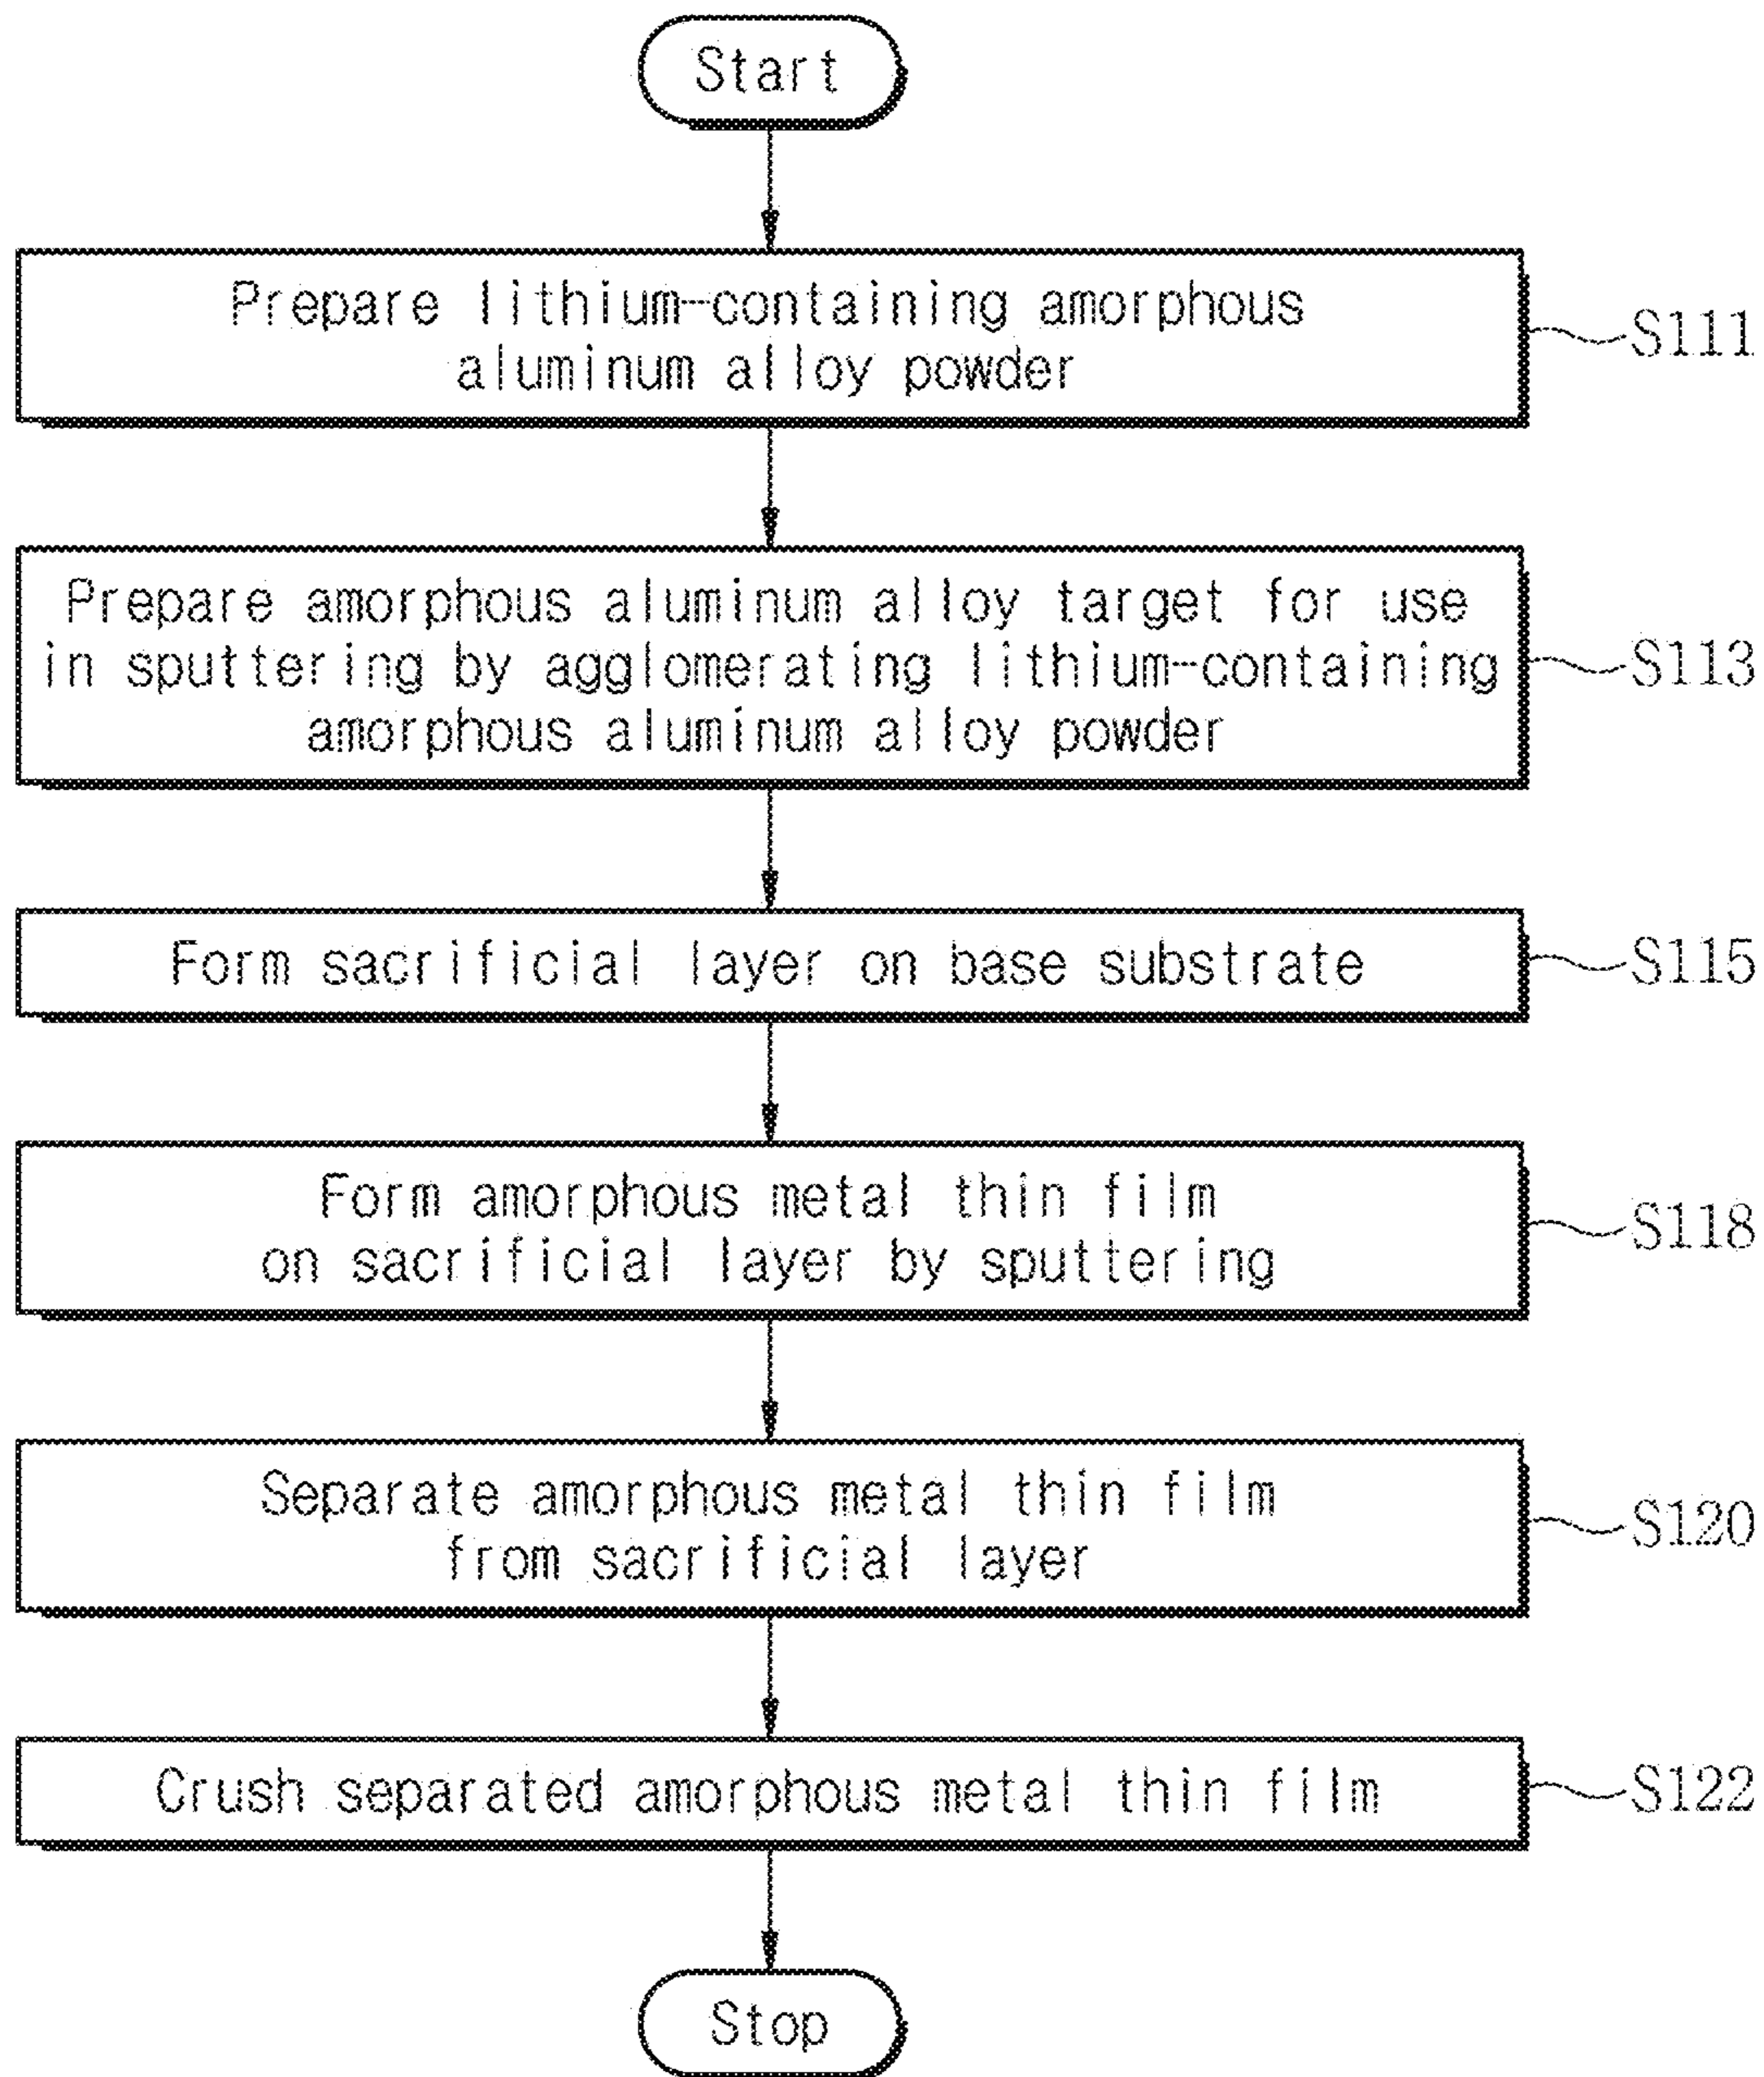 Start
Prepare lithium-containing amorphous
aluminum alloy powder
S111
Prepare amorphous aluminum alloy target for use
in sputtering by agglomerating lithium-containing
amorphous aluminum alloy powder
S113
Form sacrificial layer on base substrate
S115
Form amorphous metal thin film
on sacrificial layer by sputtering
S118
Separate amorphous metal thin film
from sacrificial layer
S120
Crush separated amorphous metal thin film
S122
Stop